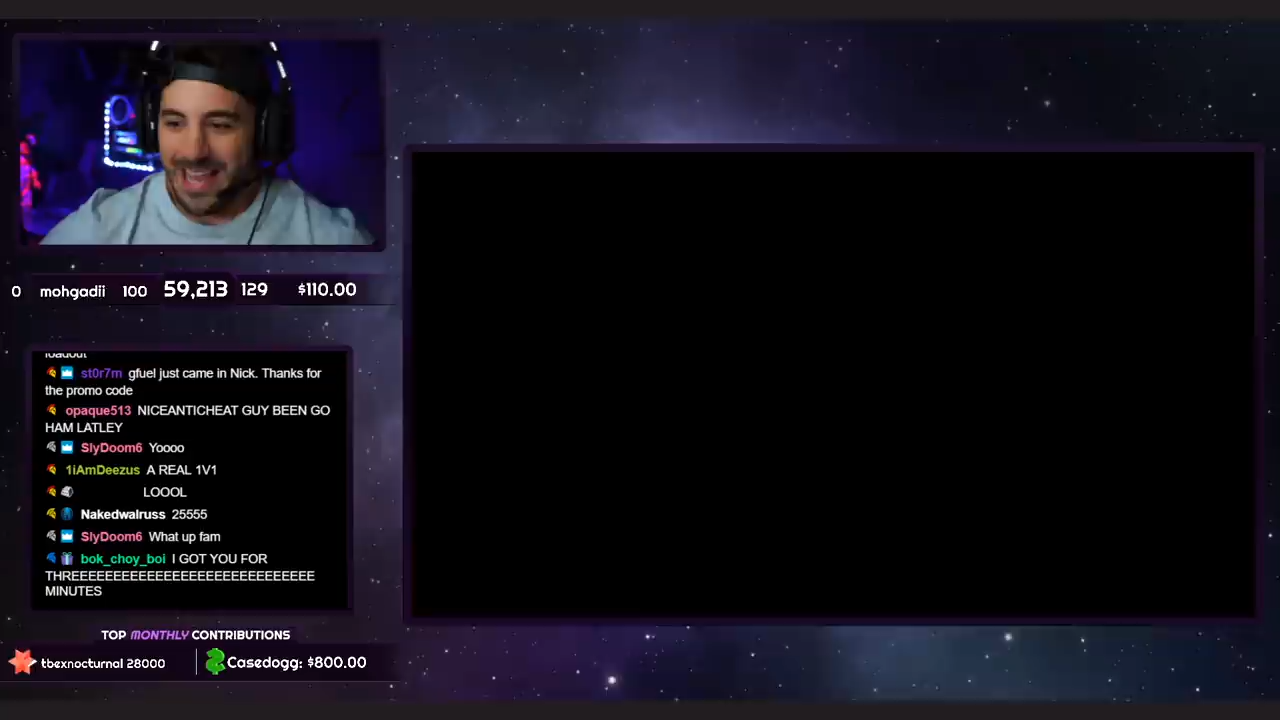 0 mohgadii 100 59,213 129 $110.00
loadout
st0r7m gfuel just came in Nick. Thanks for
the promo code
opaque513 NICEANTICHEAT GUY BEEN GO
HAM LATLEY
SlyDoom6 Yoooo
1iAmDeezus A REAL 1V1
LOOOL
Nakedwalruss 25555
SlyDoom6 What up fam
bok_choy_boi I GOT YOU FOR
THREEEEEEEEEEEEEEEEEEEEEEEEEEEE
MINUTES
TOP MONTHLY CONTRIBUTIONS
tbexnocturnal 28000
Casedogg: $800.00